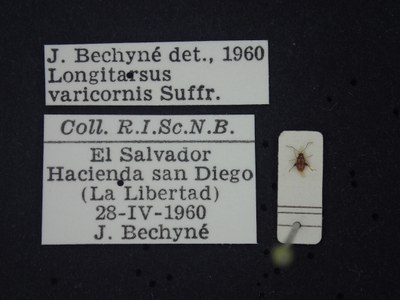 J. Bechyné det., 1960
Longitarsus
varicornis Suffr.
Coll. R.I.Sc.N.B.
El Salvador
Hacienda san Diego
(La Libertad)
28-IV-1960
J. Bechyné